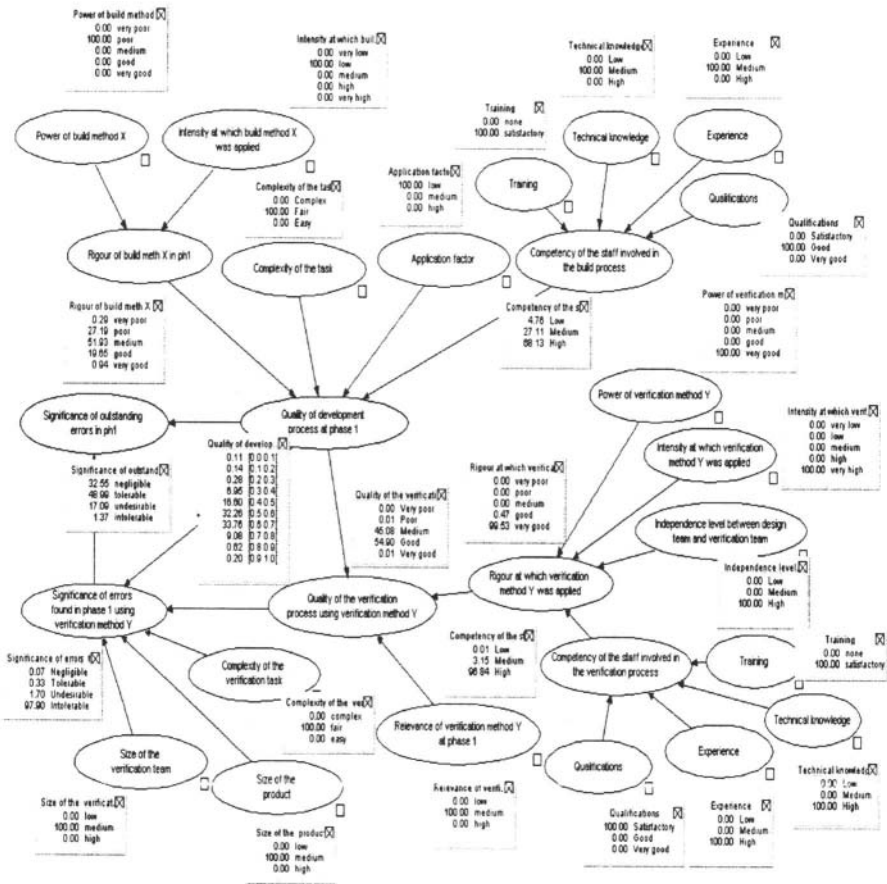 Power of build method
0.00 very poor
100.00 poor
0.00 medium
0.00 good
0.00 very good
Intensity at which buil.
0.00 very low
100.00 low
0.00 medium
0.00 high
0.00 very high
Technical knowledge
0.00 Low
100.00 Medium
0.00 High
Experience
0.00 Low
100.00 Medium
0.00 High
Training
0.00 none
100.00 satisfactory
Power of build method X
Intensity at which build method X
was applied
Technical knowledge
Experience
Training
Qualifications
Complexity of the tas
0.00 Complex
100.00 Fair
0.00 Easy
Application facto
100.00 low
0.00 medium
0.00 high
Qualifications
0.00 Satisfactory
100.00 Good
0.00 Very good
Rigour of build meth X in ph1
Complexity of the task
Application factor
Competency of the staff involved in
the build process
Rigour of build meth X
0.29 very poor
27.19 poor
51.93 medium
19.65 good
0.94 very good
Competency of the s
4.76 Low
27.11 Medium
68.13 High
Power of verification m
0.00 very poor
0.00 poor
0.00 medium
0.00 good
100.00 very good
Power of verification method Y
Significance of outstanding
errors in ph1
Quality of development
process at phase 1
Intensity at which verif.
0.00 very low
0.00 low
0.00 medium
0.00 high
100.00 very high
Intensity at which verification
method Y was applied
Significance of outstand
32.55 negligible
48.99 tolerable
17.09 undesirable
1.37 intolerable
Quality of develop
0.11 0.0 0.1
0.14 0.1 0.2
0.28 0.2 0.3
6.95 0.3 0.4
16.60 0.4 0.5
32.26 0.5 0.6
33.76 0.6 0.7
9.08 0.7 0.8
0.62 0.8 0.9
0.20 0.9 1.0
Quality of the verificati
0.00 Very poor
0.01 Poor
45.08 Medium
54.90 Good
0.01 Very good
Rigour at which verifica
0.00 very poor
0.00 poor
0.00 medium
0.47 good
99.53 very good
Independence level between design
team and verification team
Independence level
0.00 Low
0.00 Medium
100.00 High
Significance of errors
found in phase 1 using
verification method Y
Quality of the verification
process using verification method Y
Rigour at which verification
method Y was applied
Significance of errors f
0.07 Negligible
0.33 Tolerable
1.70 Undesirable
97.90 Intolerable
Complexity of the
verification task
Competency of the s
0.01 Low
3.15 Medium
96.84 High
Competency of the staff involved in
the verification process
Training
Training
0.00 none
100.00 satisfactory
Complexity of the ver
0.00 complex
100.00 fair
0.00 easy
Relevance of verification method Y
at phase 1
Technical knowledge
Size of the
verification team
Size of the
product
Qualifications
Experience
Technical knowledg
0.00 Low
0.00 Medium
100.00 High
Size of the verificat.
0.00 low
100.00 medium
0.00 high
Size of the produc
0.00 low
100.00 medium
0.00 high
Relevance of verifi.
0.00 low
100.00 medium
0.00 high
Qualifications
100.00 Satisfactory
0.00 Good
0.00 Very good
Experience
0.00 Low
0.00 Medium
100.00 High